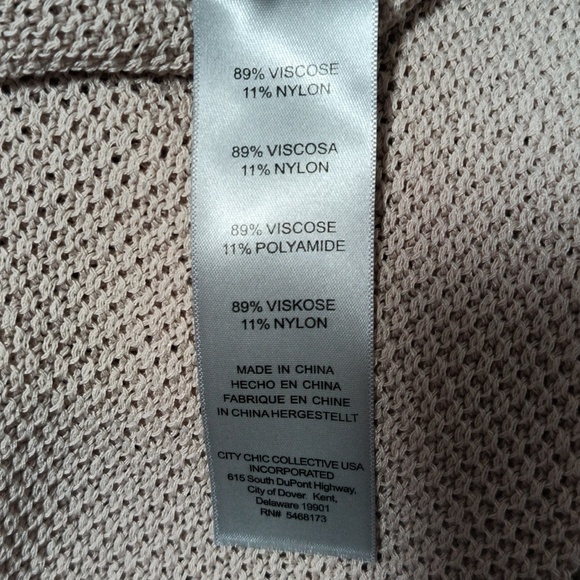 89% VISCOSE
11% NYLON
89% VISCOSA
11% NYLON
89% VISCOSE
11% POLYAMIDE
89% VISKOSE
11% NYLON
MADE IN CHINA
HECHO EN CHINA
FABRIQUE EN CHINE
IN CHINAHERGESTELLT
CITY CHIC COLLECTIVE USA
INCORPORATED
615 South DuPont Highway,
City of Dover Kent,
Delaware 19901
RN# 5468173